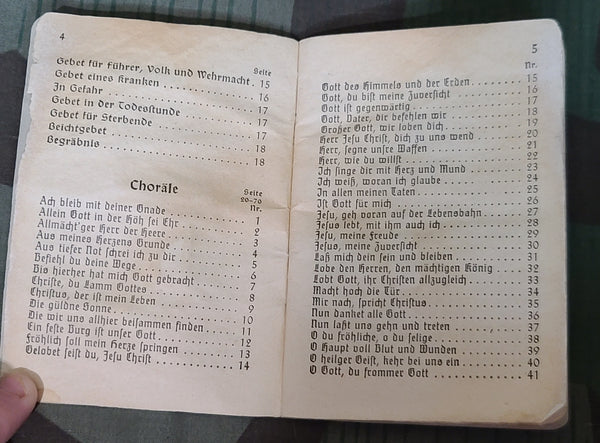 4
Seite
Gebet für Führer, Volk und Wehrmacht . 15
Gebet eines Kranken . . . . . . . . . . . 16
In Gefahr . . . . . . . . . . . . . . . . 17
Gebet in der Todesstunde . . . . . . . . 17
Gebet für Sterbende . . . . . . . . . . . 17
Beichtgebet . . . . . . . . . . . . . . . 18
Begräbnis . . . . . . . . . . . . . . . . 18
Choräle
Seite
20-70
Nr.
Ach bleib mit deiner Gnade . . . . . . . 1
Allein Gott in der Höh sei Ehr . . . . . 2
Allmächt'ger Herr der Heere . . . . . . . 3
Aus meines Herzens Grunde . . . . . . . . 4
Aus tiefer Not schrei ich zu dir . . . . 5
Befiehl du deine Wege . . . . . . . . . . 6
Bis hierher hat mich Gott gebracht . . . 7
Christe, du Lamm Gottes . . . . . . . . . 8
Christus, der ist mein Leben . . . . . . 9
Die güldne Sonne . . . . . . . . . . . . 10
Die wir uns allhier beisammen finden . . 11
Ein feste Burg ist unser Gott . . . . . . 12
Fröhlich soll mein Herze springen . . . . 13
Gelobet seist du, Jesu Christ . . . . . . 14
5
Nr.
Gott des Himmels und der Erden . . . . . 15
Gott, du bist meine Zuversicht . . . . . 16
Gott ist gegenwärtig . . . . . . . . . . 17
Gott, Vater, dir befehlen wir . . . . . . 18
Großer Gott, wir loben dich . . . . . . . 19
Herr Jesu Christ, dich zu uns wend . . . 20
Herr, segne unsre Waffen . . . . . . . . 21
Herr, wie du willst . . . . . . . . . . . 22
Ich singe dir mit Herz und Mund . . . . . 23
Ich weiß, woran ich glaube . . . . . . . 24
In allen meinen Taten . . . . . . . . . . 25
Ist Gott für mich . . . . . . . . . . . . 26
Jesu, geh voran auf der Lebensbahn . . . 27
Jesus lebt, mit ihm auch ich . . . . . . 28
Jesu, meine Freude . . . . . . . . . . . 29
Jesus, meine Zuversicht . . . . . . . . . 30
Laß mich dein sein und bleiben . . . . . 31
Lobe den Herren, den mächtigen König . . 32
Lobt Gott, ihr Christen allzugleich . . . 33
Macht hoch die Tür . . . . . . . . . . . 34
Mir nach, spricht Christus . . . . . . . 35
Nun danket alle Gott . . . . . . . . . . 36
Nun laßt uns gehn und treten . . . . . . 37
O du fröhliche, o du selige . . . . . . . 38
O Haupt voll Blut und Wunden . . . . . . 39
O heilger Geist, kehr bei uns ein . . . . 40
O Gott, du frommer Gott . . . . . . . . . 41